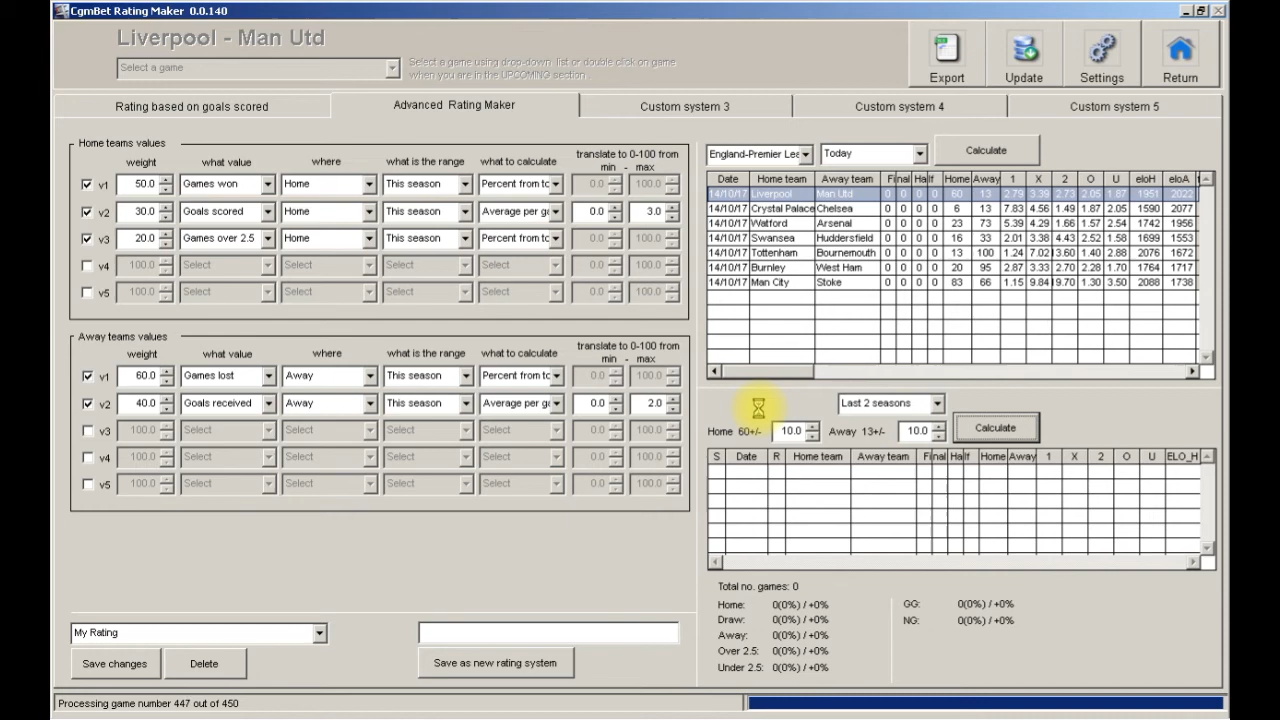 CgmBet Rating Maker 0.0.140
Liverpool - Man Utd
Select a game
Select a game using drop-down, list or double click on game
when you are in the UPCOMING section.
Export Update Settings Return
Rating based on goals scored Advanced Rating Maker Custom system 3 Custom system 4 Custom system 5
Home teams values
weight what value where what is the range what to calculate translate to 0-100 from
min - max
v1 50.0 Games won Home This season Percent from to 0.0 100.0
v2 30.0 Goals scored Home This season Average per ga 0.0 3.0
v3 20.0 Games over 2.5 Home This season Percent from to 0.0 100.0
v4 100.0 Select Select Select Select 0.0 100.0
v5 100.0 Select Select Select Select 0.0 100.0
Away teams values
weight what value where what is the range what to calculate translate to 0-100 from
min - max
v1 60.0 Games lost Away This season Percent from to 0.0 100.0
v2 40.0 Goals received Away This season Average per ga 0.0 2.0
v3 100.0 Select Select Select Select 0.0 100.0
v4 100.0 Select Select Select Select 0.0 100.0
v5 100.0 Select Select Select Select 0.0 100.0
My Rating
Save changes Delete Save as new rating system
England-Premier Lea Today Calculate
Date Home team Away team Final Half Home Away 1 X 2 O U eloH eloA
14/10/17 Liverpool Man Utd 0 0 0 0 60 13 2.79 3.39 2.73 2.05 1.87 1951 2022
14/10/17 Crystal Palace Chelsea 0 0 0 0 6 13 7.83 4.56 1.49 1.87 2.05 1590 2077
14/10/17 Watford Arsenal 0 0 0 0 23 73 5.39 4.29 1.66 1.57 2.54 1742 1956
14/10/17 Swansea Huddersfield 0 0 0 0 16 33 2.01 3.38 4.43 2.52 1.58 1699 1553
14/10/17 Tottenham Bournemouth 0 0 0 0 13 100 1.24 7.02 13.60 1.40 2.88 2076 1672
14/10/17 Burnley West Ham 0 0 0 0 20 95 2.87 3.33 2.70 2.28 1.70 1764 1717
14/10/17 Man City Stoke 0 0 0 0 83 66 1.15 9.84 19.70 1.30 3.50 2088 1738
Last 2 seasons
Home 60+/- 10.0 Away 13+/- 10.0 Calculate
S Date R Home team Away team Final Half Home Away 1 X 2 O U ELO_H
Total no. games: 0
Home: 0(0%) / +0% GG: 0(0%) / +0%
Draw: 0(0%) / +0% NG: 0(0%) / +0%
Away: 0(0%) / +0%
Over 2.5: 0(0%) / +0%
Under 2.5: 0(0%) / +0%
Processing game number 447 out of 450